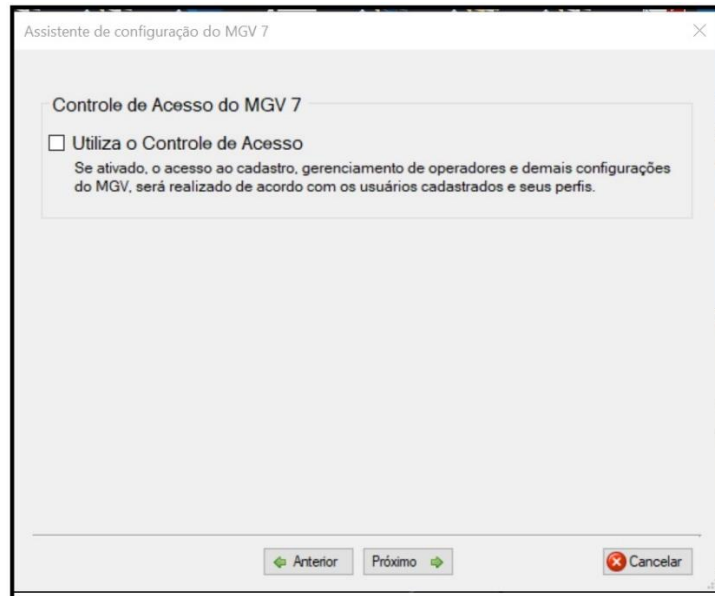 Assistente de configuração do MGV 7
Controle de Acesso do MGV 7
Utiliza o Controle de Acesso
Se ativado, o acesso ao cadastro, gerenciamento de operadores e demais configurações
do MGV, será realizado de acordo com os usuários cadastrados e seus perfis.
Anterior
Próximo
Cancelar